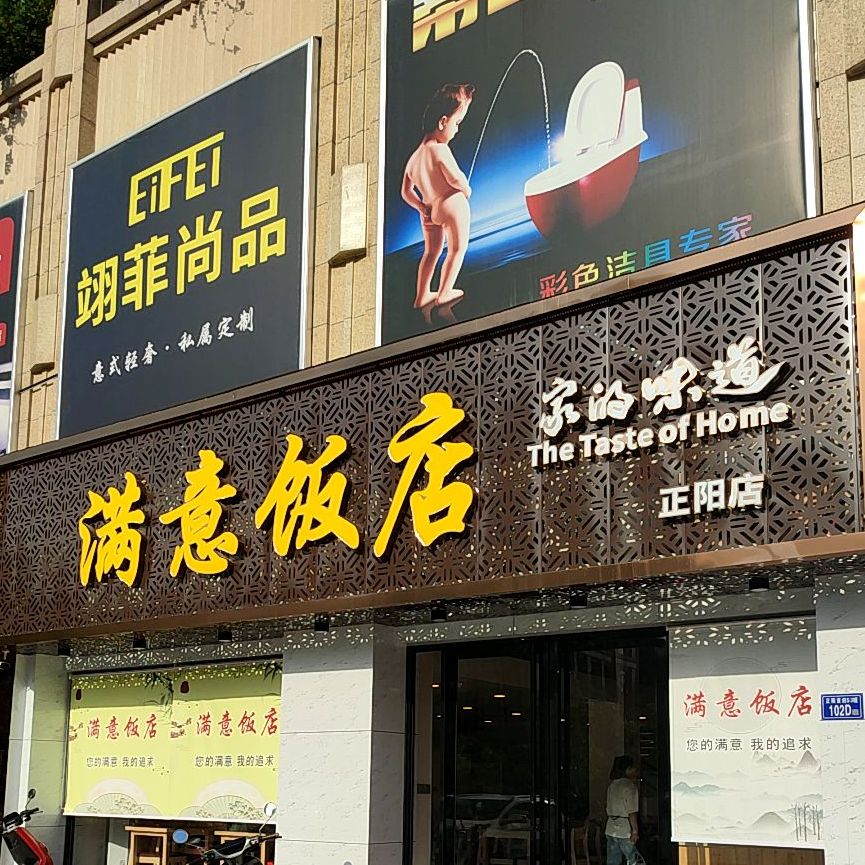 EiFEi
翊菲尚品
意式轻奢·私属定制
彩色洁具专家
满意饭店
家的味道
The Taste of Home
正阳店
满意饭店
您的满意 我的追求
满意饭店
您的满意 我的追求
满意饭店
您的满意 我的追求
102D